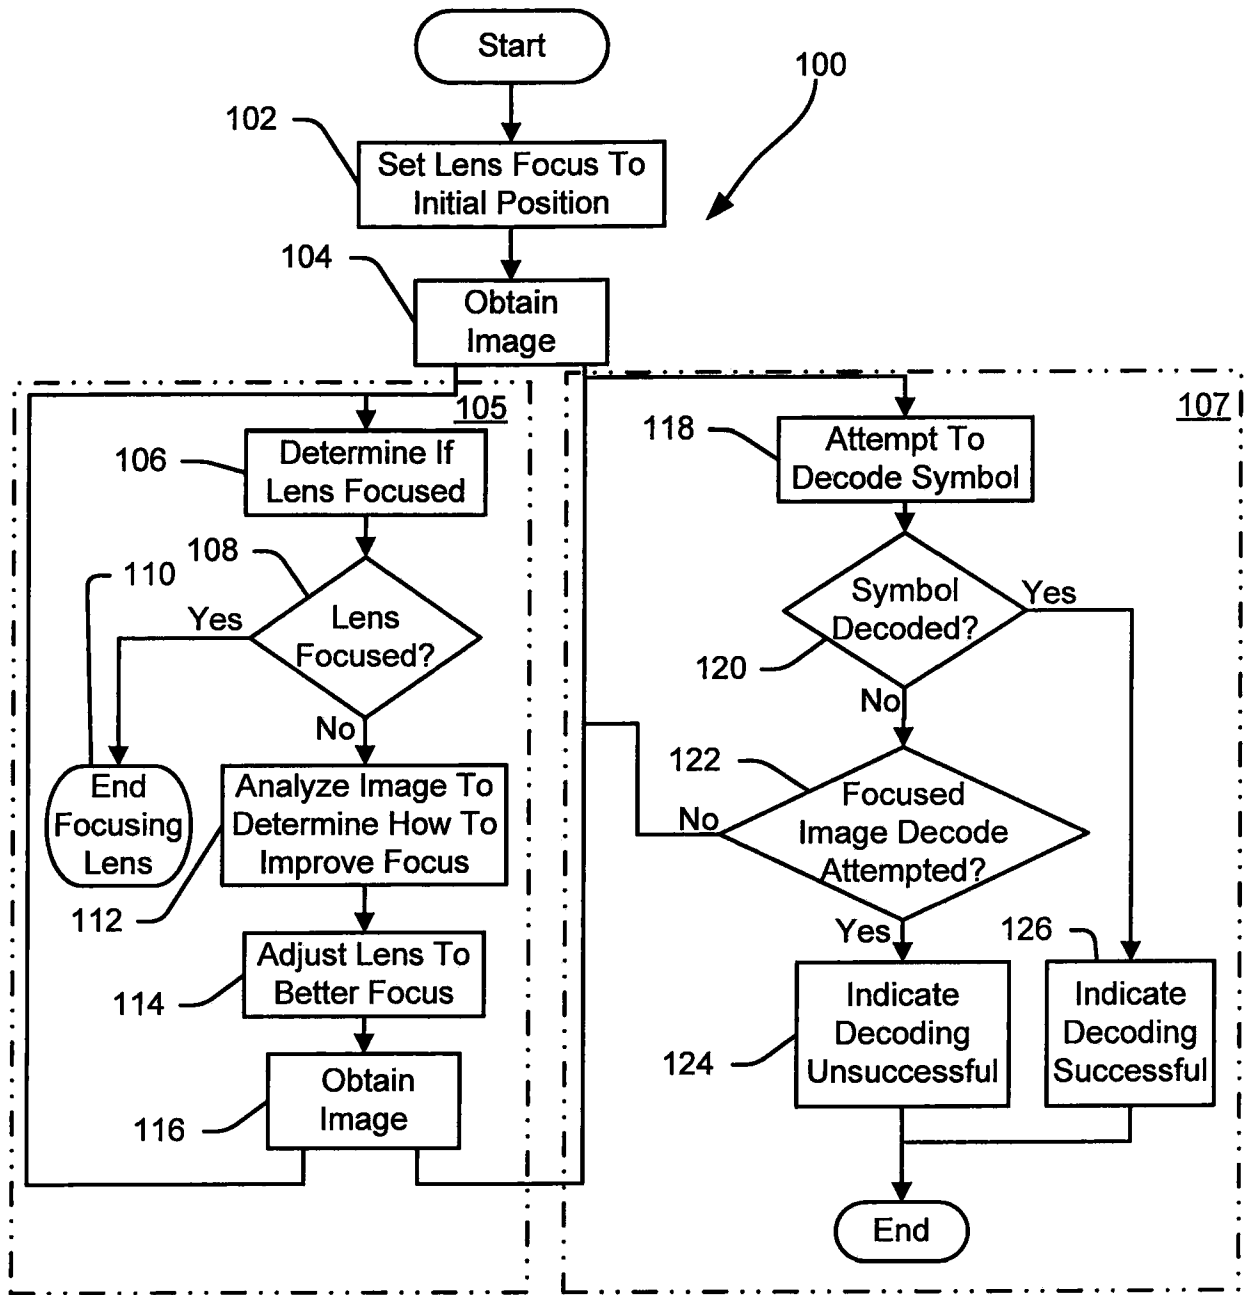 Start
100
102
Set Lens Focus To
Initial Position
104
Obtain
Image
105
106
Determine If
Lens Focused
108
110
Yes
Lens
Focused?
No
End
Focusing
Lens
Analyze Image To
Determine How To
Improve Focus
112
Adjust Lens To
Better Focus
114
Obtain
Image
116
107
118
Attempt To
Decode Symbol
Symbol
Decoded?
Yes
120
No
122
Focused
Image Decode
Attempted?
No
Yes
126
Indicate
Decoding
Unsuccessful
124
Indicate
Decoding
Successful
End